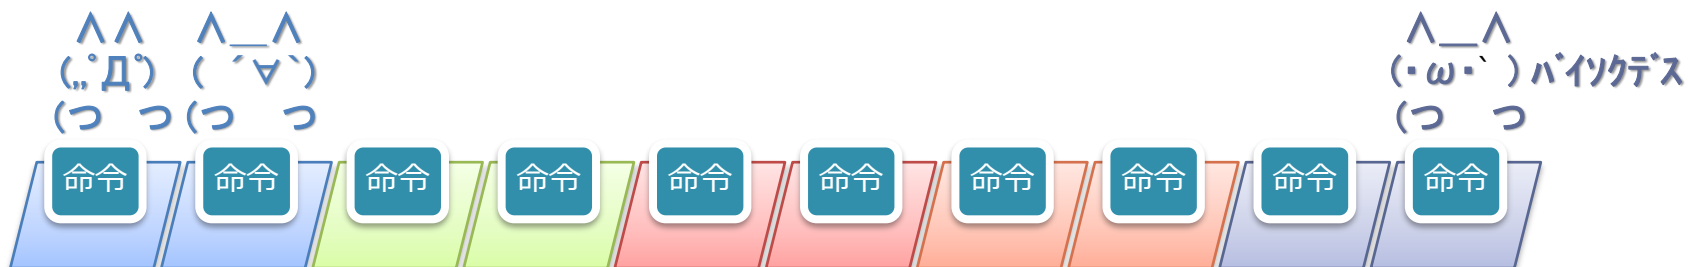 ∧∧　∧＿∧　∧＿∧
(,,ﾟДﾟ)　(　´∀｀)　(・ω・｀)ﾊﾞｲｿｸﾃﾞｽ
(つ　つ(つ　つ　(つ　つ
命令 命令 命令 命令 命令 命令 命令 命令 命令 命令